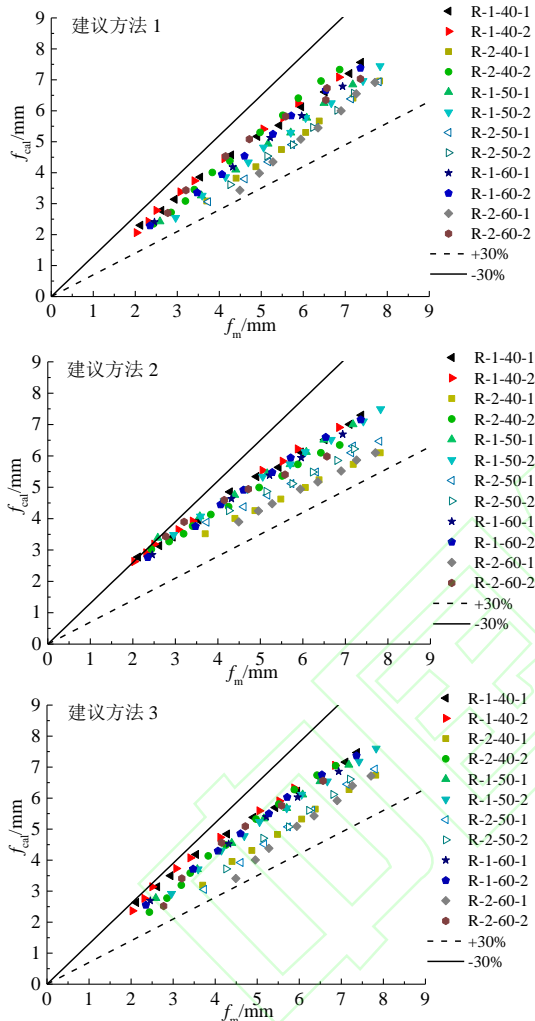 建议方法 1
9
8
7
6
5
4
3
2
1
0
f_cal/mm
0 1 2 3 4 5 6 7 8 9
f_m/mm
R-1-40-1
R-1-40-2
R-2-40-1
R-2-40-2
R-1-50-1
R-1-50-2
R-2-50-1
R-2-50-2
R-1-60-1
R-1-60-2
R-2-60-1
R-2-60-2
+30%
-30%
建议方法 2
9
8
7
6
5
4
3
2
1
0
f_cal/mm
0 1 2 3 4 5 6 7 8 9
f_m/mm
R-1-40-1
R-1-40-2
R-2-40-1
R-2-40-2
R-1-50-1
R-1-50-2
R-2-50-1
R-2-50-2
R-1-60-1
R-1-60-2
R-2-60-1
R-2-60-2
+30%
-30%
建议方法 3
9
8
7
6
5
4
3
2
1
0
f_cal/mm
0 1 2 3 4 5 6 7 8 9
f_m/mm
R-1-40-1
R-1-40-2
R-2-40-1
R-2-40-2
R-1-50-1
R-1-50-2
R-2-50-1
R-2-50-2
R-1-60-1
R-1-60-2
R-2-60-1
R-2-60-2
+30%
-30%